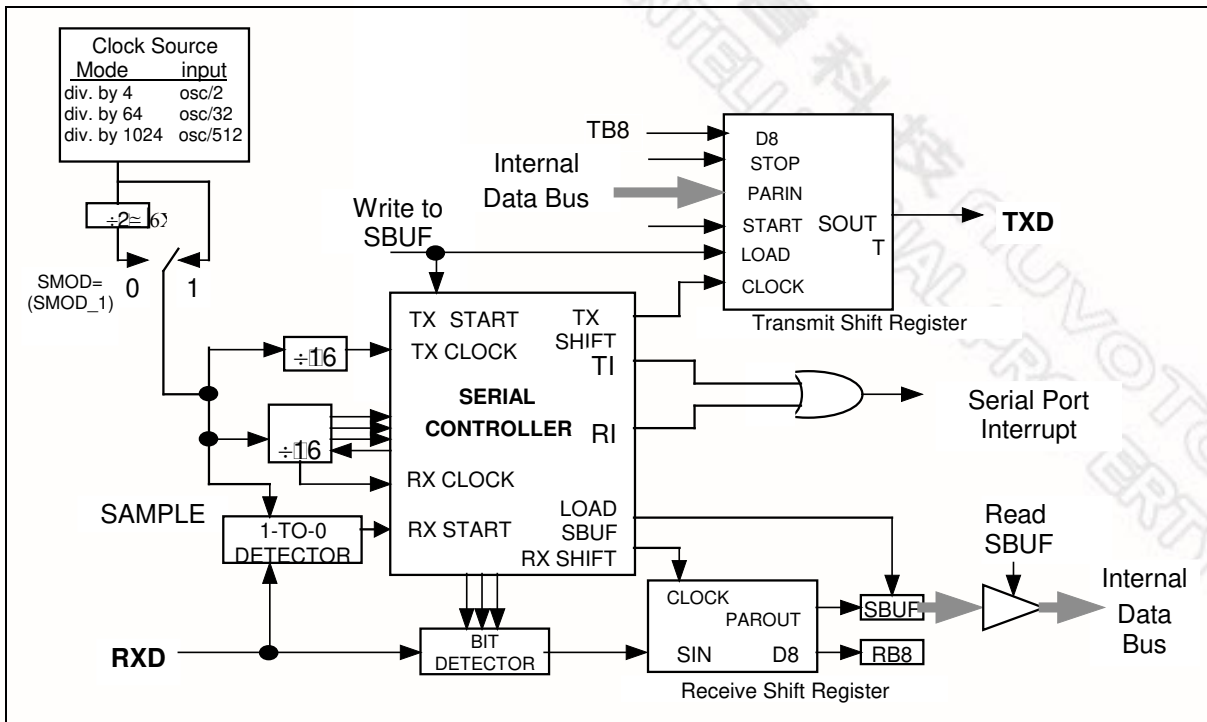 Clock Source
Mode input
div. by 4 osc/2
div. by 64 osc/32
div. by 1024 osc/512
÷2
SMOD=
(SMOD_1)
0 1
÷16
÷16
SAMPLE
1-TO-0
DETECTOR
RXD
Write to
SBUF
TX START
TX CLOCK
TX
SHIFT
TI
SERIAL
CONTROLLER
RI
RX CLOCK
RX START
LOAD
SBUF
RX SHIFT
BIT
DETECTOR
TB8
Internal
Data Bus
D8
STOP
PARIN
START
LOAD
CLOCK
SOUT
T
Transmit Shift Register
TXD
Serial Port
Interrupt
CLOCK
PAROUT
SIN D8
Receive Shift Register
SBUF
RB8
Read
SBUF
Internal
Data
Bus